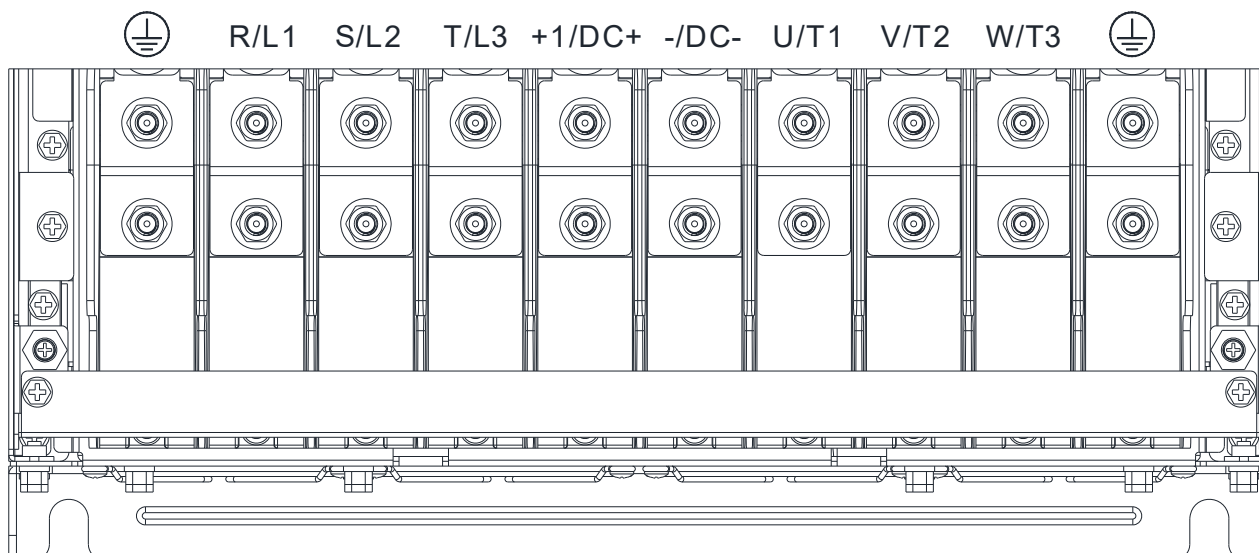 R/L1 S/L2 T/L3 +1/DC+ -/DC- U/T1 V/T2 W/T3